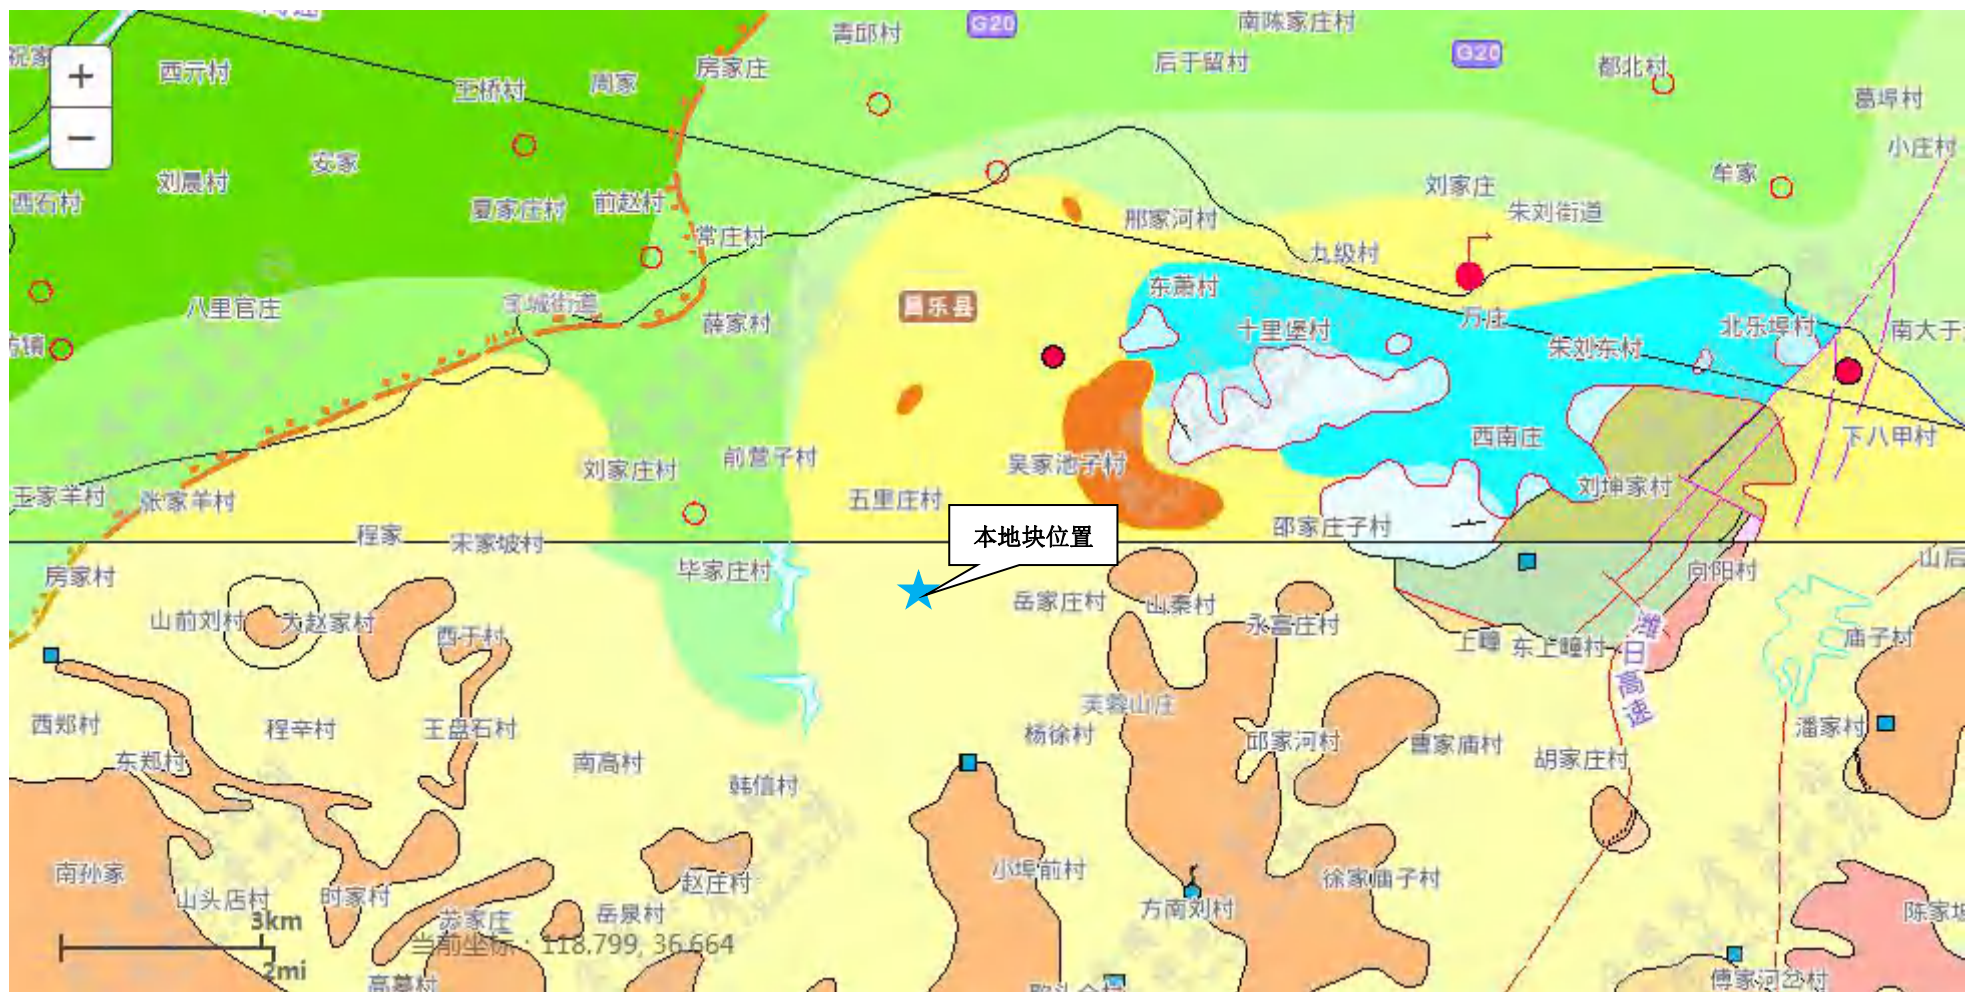 青邱村
G20
南陈家庄村
祝家
西亓村
王桥村
周家
房家庄
后于留村
G20
都北村
葛埠村
+
−
刘晨村
安家
小庄村
西石村
夏家庄村
前赵村
刘家庄
牟家
常庄村
邢家河村
朱刘街道
九级村
八里官庄
薛家村
昌乐县
东萧村
十里堡村
万庄
北乐埠村
朱刘东村
南大于
西南庄
下八甲村
刘家庄村
前营子村
吴家池子村
五里庄村
刘坤家村
张家羊村
程家
宋家坡村
本地块位置
邵家庄子村
房家村
毕家庄村
岳家庄村
山秦村
向阳村
山后
山前刘村
大赵家村
西于村
永富庄村
上疃
东上疃村
潍日高速
庙子村
西郑村
程辛村
王盘石村
南高村
杨徐村
芙蓉山庄
邱家河村
曹家庙村
胡家庄村
潘家村
东郑村
韩信村
南孙家
山头店村
时家村
苏家庄
赵庄村
岳泉村
小埠前村
方南刘村
徐家庙子村
陈家坡
3km
2mi
当前坐标：118.799, 36.664
高墓村
傅家河岔村